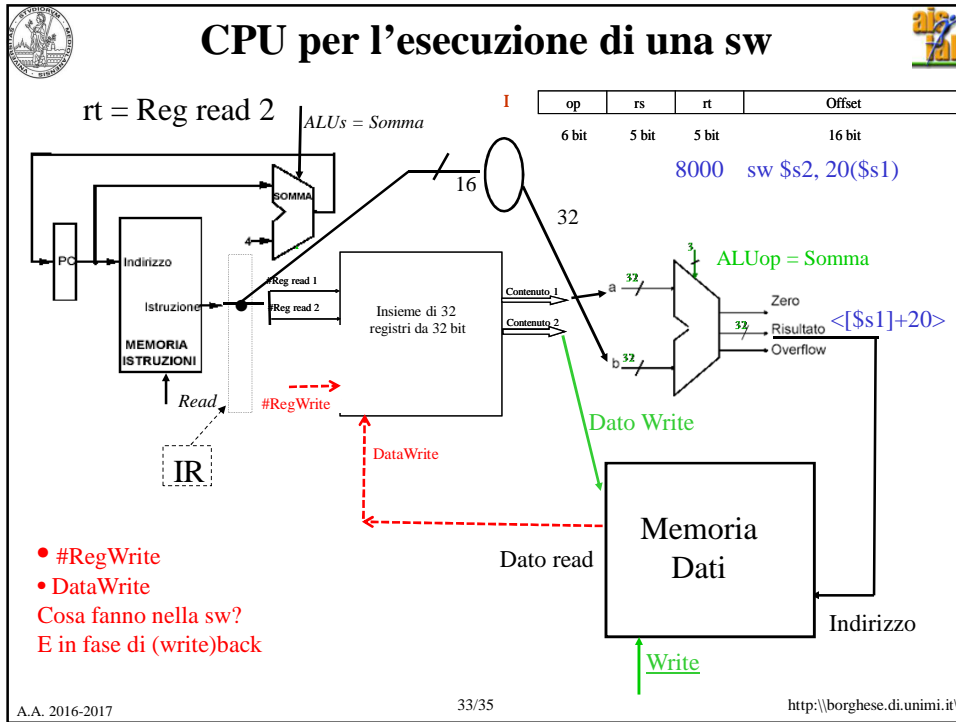 CPU per l'esecuzione di una sw
rt = Reg read 2
ALUs = Somma
I
op rs rt Offset
6 bit 5 bit 5 bit 16 bit
8000 sw $s2, 20($s1)
16
32
SOMMA
4
PC
Indirizzo
Istruzione
MEMORIA
ISTRUZIONI
Read
IR
#Reg read 1
#Reg read 2
Insieme di 32
registri da 32 bit
Contenuto 1
Contenuto 2
#RegWrite
DataWrite
a
32
b
32
3
ALUop = Somma
Zero
32
Risultato
Overflow
<[$s1]+20>
Dato Write
Memoria
Dati
Dato read
Indirizzo
Write
• #RegWrite
• DataWrite
Cosa fanno nella sw?
E in fase di (write)back
A.A. 2016-2017
33/35
http:\\borghese.di.unimi.it\